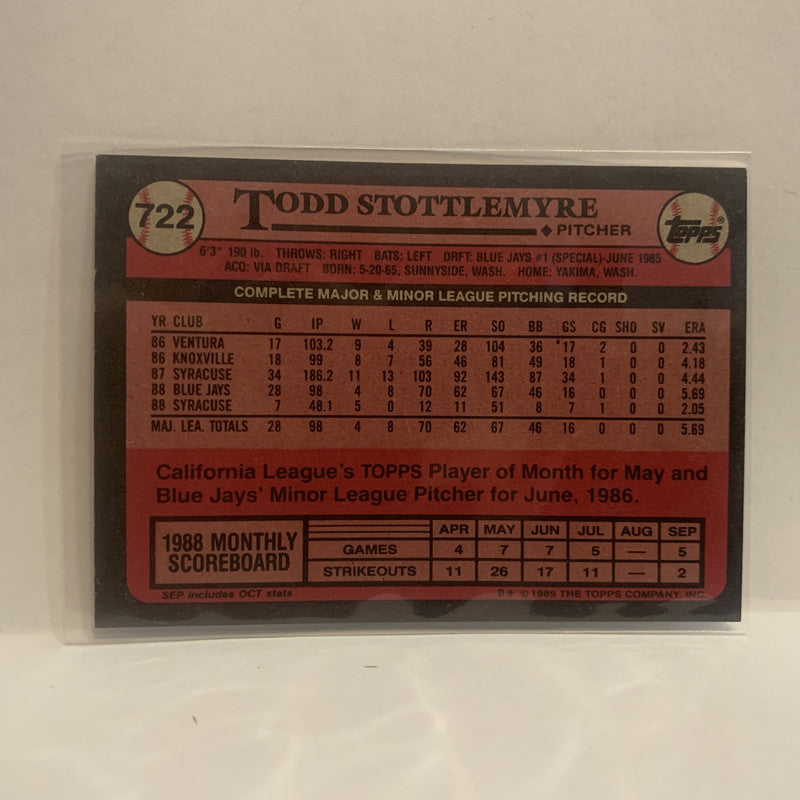 722
TODD STOTTLEMYRE
◆PITCHER
TOPPS®
6'3" 190 lb. THROWS: RIGHT BATS: LEFT DRFT: BLUE JAYS #1 (SPECIAL)-JUNE 1985
ACQ: VIA DRAFT BORN: 5-20-65, SUNNYSIDE, WASH. HOME: YAKIMA, WASH.
COMPLETE MAJOR & MINOR LEAGUE PITCHING RECORD
YR CLUB G IP W L R ER SO BB GS CG SHO SV ERA
86 VENTURA 17 103.2 9 4 39 28 104 36 *17 2 0 0 2.43
86 KNOXVILLE 18 99 8 7 56 46 81 49 18 1 0 0 4.18
87 SYRACUSE 34 186.2 11 13 103 92 143 87 34 1 0 0 4.44
88 BLUE JAYS 28 98 4 8 70 62 67 46 16 0 0 0 5.69
88 SYRACUSE 7 48.1 5 0 12 11 51 8 7 1 0 0 2.05
MAJ. LEA. TOTALS 28 98 4 8 70 62 67 46 16 0 0 0 5.69
California League's TOPPS Player of Month for May and
Blue Jays' Minor League Pitcher for June, 1986.
1988 MONTHLY SCOREBOARD
APR MAY JUN JUL AUG SEP
GAMES 4 7 7 5 — 5
STRIKEOUTS 11 26 17 11 — 2
SEP includes OCT stats
B* © 1989 THE TOPPS COMPANY, INC.